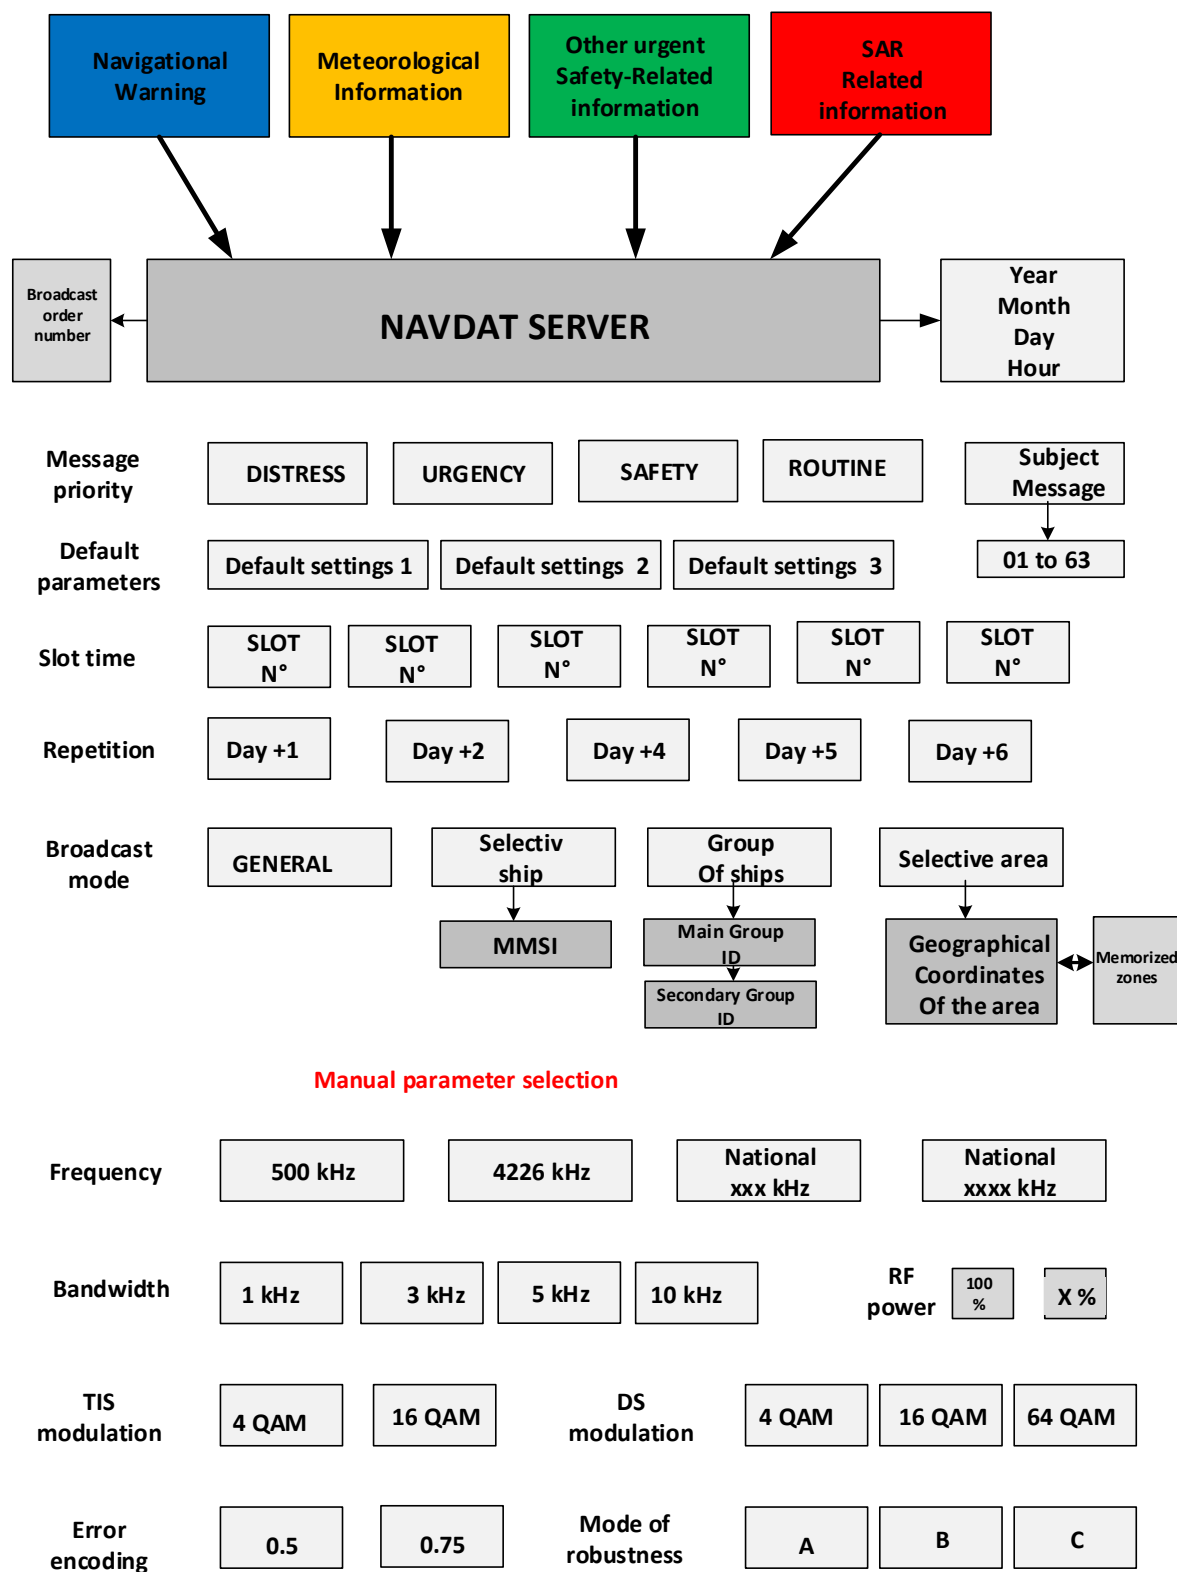 Navigational
Warning
Meteorological
Information
Other urgent
Safety-Related
information
SAR
Related
information
Broadcast
order
number
NAVDAT SERVER
Year
Month
Day
Hour
Message
priority
DISTRESS
URGENCY
SAFETY
ROUTINE
Subject
Message
Default
parameters
Default settings 1
Default settings 2
Default settings 3
01 to 63
Slot time
SLOT
N°
SLOT
N°
SLOT
N°
SLOT
N°
SLOT
N°
SLOT
N°
Repetition
Day +1
Day +2
Day +4
Day +5
Day +6
Broadcast
mode
GENERAL
Selectiv
ship
Group
Of ships
Selective area
MMSI
Main Group
ID
Secondary Group
ID
Geographical
Coordinates
Of the area
Memorized
zones
Manual parameter selection
Frequency
500 kHz
4226 kHz
National
xxx kHz
National
xxxx kHz
Bandwidth
1 kHz
3 kHz
5 kHz
10 kHz
RF
power
100
%
X %
TIS
modulation
4 QAM
16 QAM
DS
modulation
4 QAM
16 QAM
64 QAM
Error
encoding
0.5
0.75
Mode of
robustness
A
B
C